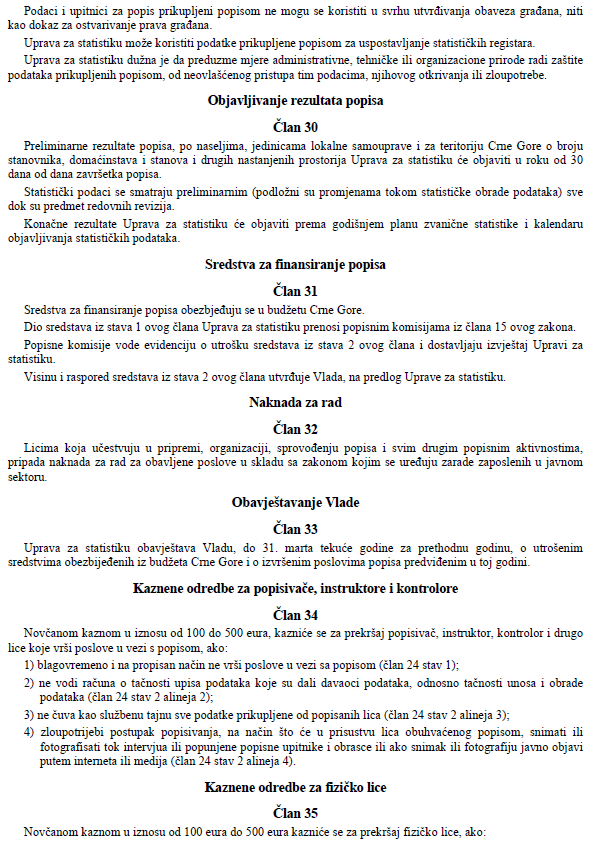 Podaci i upitnici za popis prikupljeni popisom ne mogu se koristiti u svrhu utvrđivanja obaveza građana, niti
kao dokaz za ostvarivanje prava građana.
Uprava za statistiku može koristiti podatke prikupljene popisom za uspostavljanje statističkih registara.
Uprava za statistiku dužna je da preduzme mjere administrativne, tehničke ili organizacione prirode radi zaštite
podataka prikupljenih popisom, od neovlašćenog pristupa tim podacima, njihovog otkrivanja ili zloupotrebe.
Objavljivanje rezultata popisa
Član 30
Preliminarne rezultate popisa, po naseljima, jedinicama lokalne samouprave i za teritoriju Crne Gore o broju
stanovnika, domaćinstava i stanova i drugih nastanjenih prostorija Uprava za statistiku će objaviti u roku od 30
dana od dana završetka popisa.
Statistički podaci se smatraju preliminarnim (podložni su promjenama tokom statističke obrade podataka) sve
dok su predmet redovnih revizija.
Konačne rezultate Uprava za statistiku će objaviti prema godišnjem planu zvanične statistike i kalendaru
objavljivanja statističkih podataka.
Sredstva za finansiranje popisa
Član 31
Sredstva za finansiranje popisa obezbjeđuju se u budžetu Crne Gore.
Dio sredstava iz stava 1 ovog člana Uprava za statistiku prenosi popisnim komisijama iz člana 15 ovog zakona.
Popisne komisije vode evidenciju o utrošku sredstava iz stava 2 ovog člana i dostavljaju izvještaj Upravi za
statistiku.
Visinu i raspored sredstava iz stava 2 ovog člana utvrđuje Vlada, na predlog Uprave za statistiku.
Naknada za rad
Član 32
Licima koja učestvuju u pripremi, organizaciji, sprovođenju popisa i svim drugim popisnim aktivnostima,
pripada naknada za rad za obavljene poslove u skladu sa zakonom kojim se uređuju zarade zaposlenih u javnom
sektoru.
Obavještavanje Vlade
Član 33
Uprava za statistiku obavještava Vladu, do 31. marta tekuće godine za prethodnu godinu, o utrošenim
sredstvima obezbijeđenih iz budžeta Crne Gore i o izvršenim poslovima popisa predviđenim u toj godini.
Kaznene odredbe za popisivače, instruktore i kontrolore
Član 34
Novčanom kaznom u iznosu od 100 do 500 eura, kazniće se za prekršaj popisivač, instruktor, kontrolor i drugo
lice koje vrši poslove u vezi s popisom, ako:
1) blagovremeno i na propisan način ne vrši poslove u vezi sa popisom (član 24 stav 1);
2) ne vodi računa o tačnosti upisa podataka koje su dali davaoci podataka, odnosno tačnosti unosa i obrade
podataka (član 24 stav 2 alineja 2);
3) ne čuva kao službenu tajnu sve podatke prikupljene od popisanih lica (član 24 stav 2 alineja 3);
4) zloupotrijebi postupak popisivanja, na način što će u prisustvu lica obuhvaćenog popisom, snimati ili
fotografisati tok intervjua ili popunjene popisne upitnike i obrasce ili ako snimak ili fotografiju javno objavi
putem interneta ili medija (član 24 stav 2 alineja 4).
Kaznene odredbe za fizičko lice
Član 35
Novčanom kaznom u iznosu od 100 eura do 500 eura kazniće se za prekršaj fizičko lice, ako: